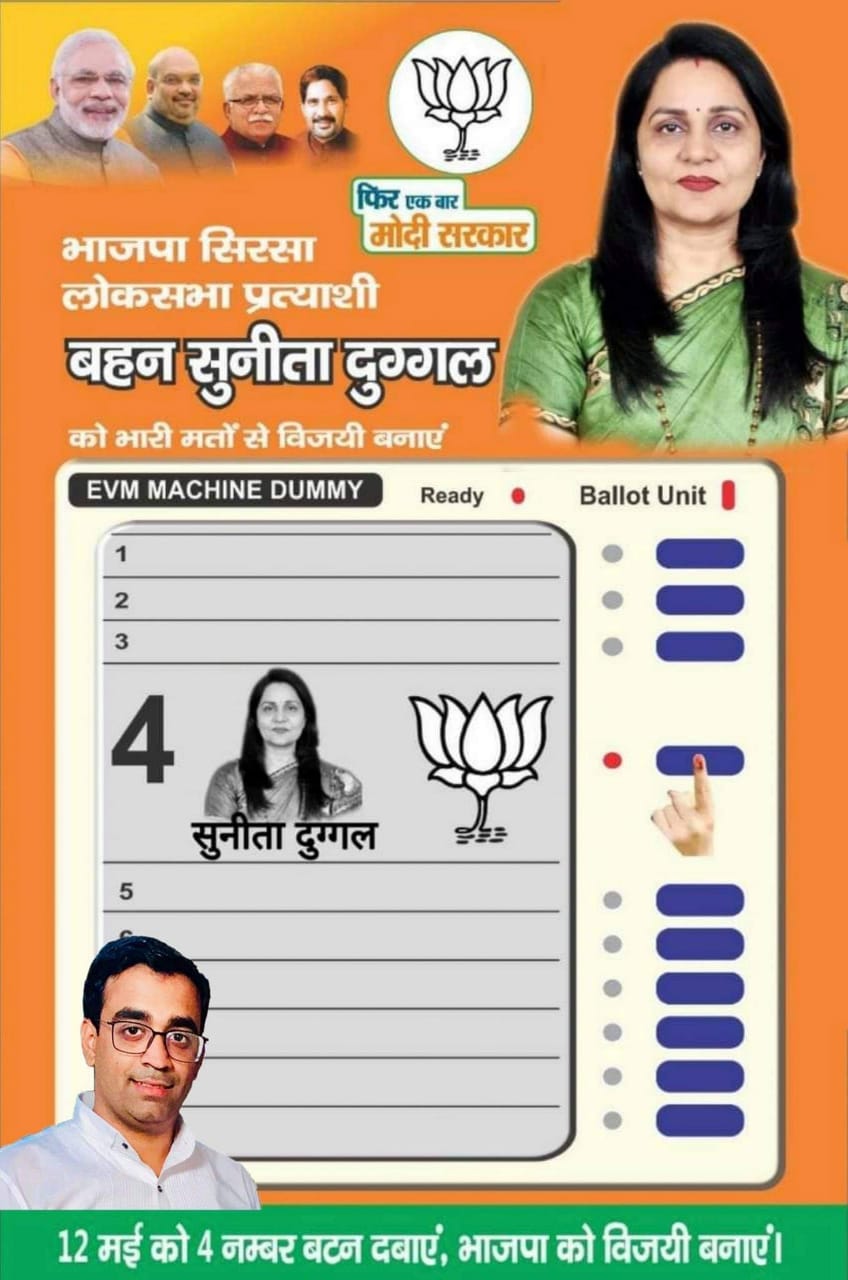 फिर एक बार
मोदी सरकार
भाजपा सिरसा
लोकसभा प्रत्याशी
बहन सुनीता दुग्गल
को भारी मतों से विजयी बनाएं
EVM MACHINE DUMMY Ready Ballot Unit
1
2
3
4
सुनीता दुग्गल
5
12 मई को 4 नम्बर बटन दबाएं, भाजपा को विजयी बनाएं।